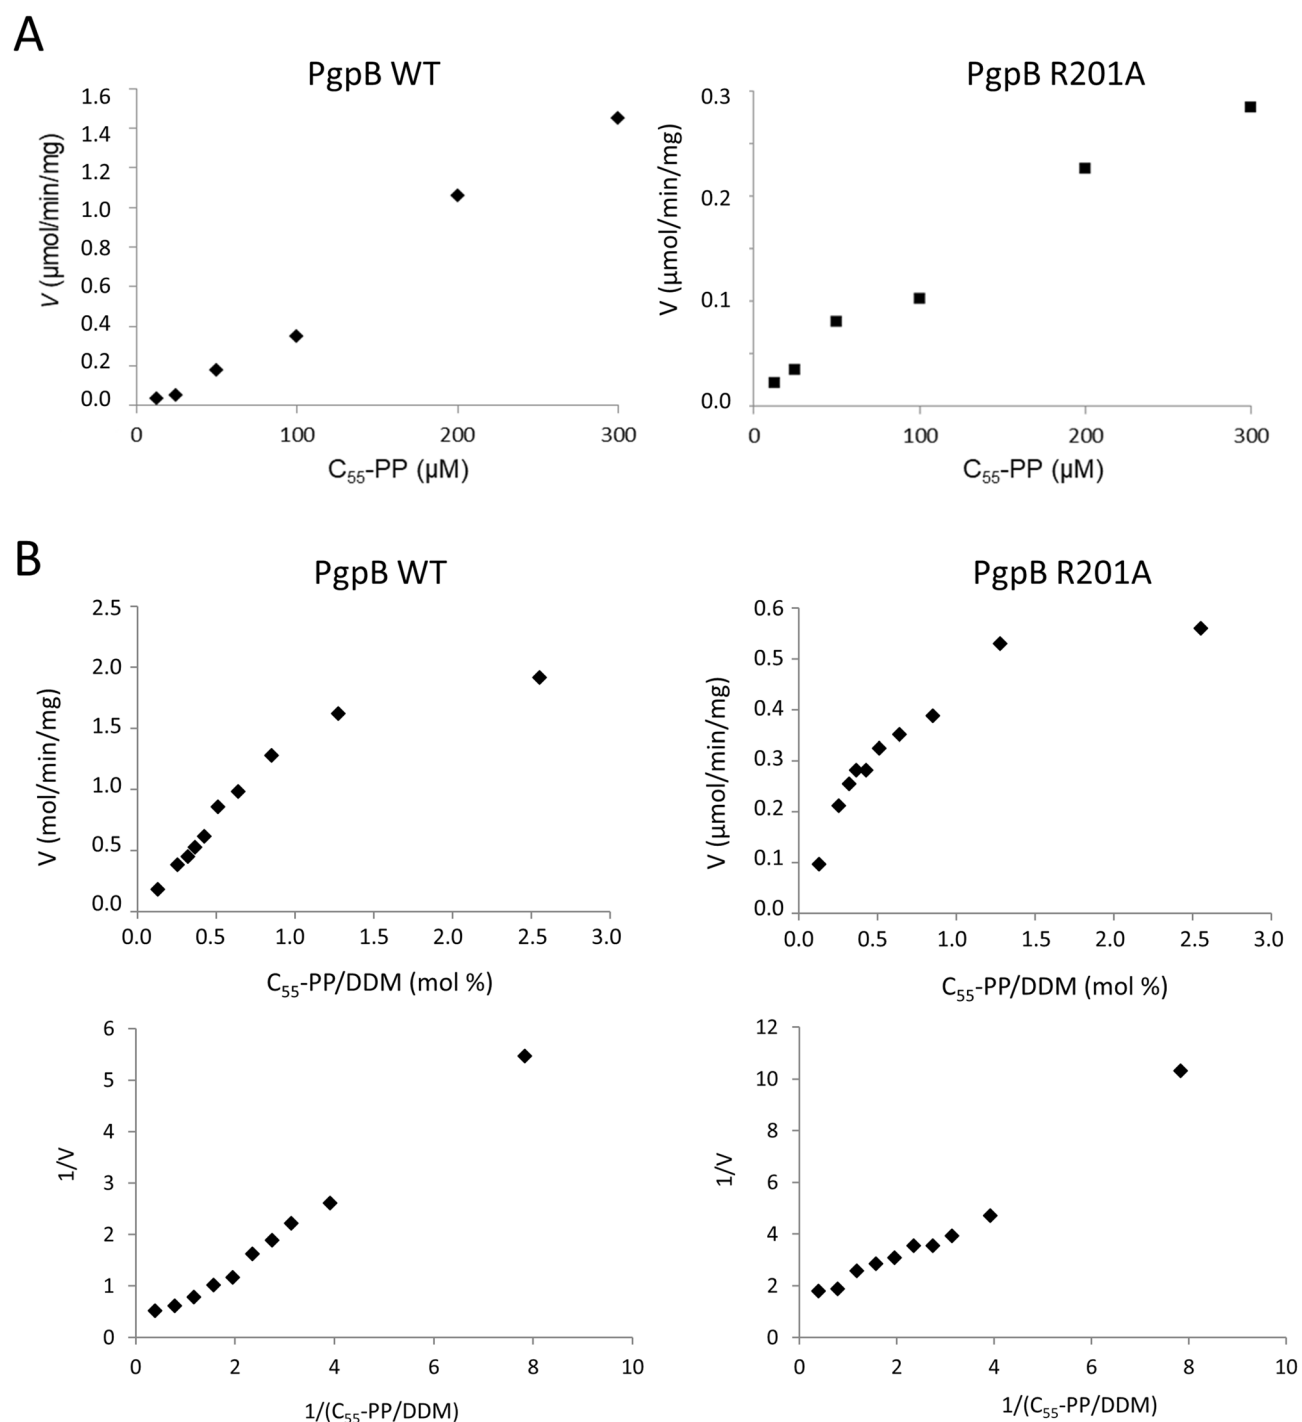 A
PgpB WT
PgpB R201A
V (µmol/min/mg)
1.6
1.4
1.2
1.0
0.8
0.6
0.4
0.2
0.0
0 100 200 300
C₅₅-PP (µM)
V (µmol/min/mg)
0.3
0.2
0.1
0.0
0 100 200 300
C₅₅-PP (µM)
B
PgpB WT
PgpB R201A
V (mol/min/mg)
2.5
2.0
1.5
1.0
0.5
0.0
0.0 0.5 1.0 1.5 2.0 2.5 3.0
C₅₅-PP/DDM (mol %)
V (µmol/min/mg)
0.6
0.5
0.4
0.3
0.2
0.1
0.0
0.0 0.5 1.0 1.5 2.0 2.5 3.0
C₅₅-PP/DDM (mol %)
1/V
6
5
4
3
2
1
0
0 2 4 6 8 10
1/(C₅₅-PP/DDM)
1/V
12
10
8
6
4
2
0
0 2 4 6 8 10
1/(C₅₅-PP/DDM)